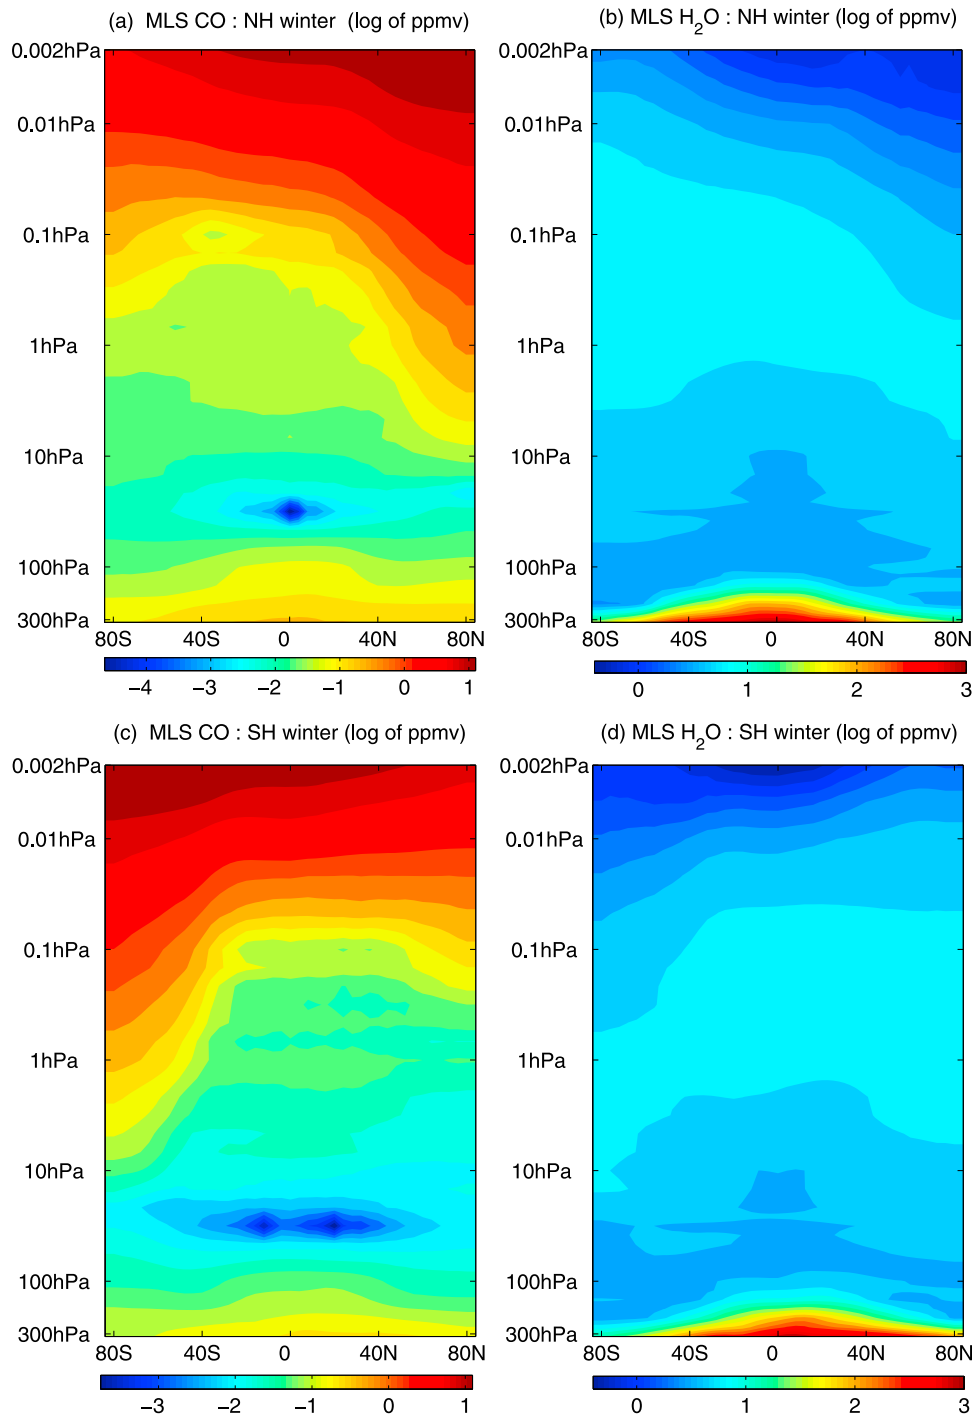 (a) MLS CO : NH winter (log of ppmv)
0.002hPa
0.01hPa
0.1hPa
1hPa
10hPa
100hPa
300hPa
80S 40S 0 40N 80N
−4 −3 −2 −1 0 1
(b) MLS H2O : NH winter (log of ppmv)
0.002hPa
0.01hPa
0.1hPa
1hPa
10hPa
100hPa
300hPa
80S 40S 0 40N 80N
0 1 2 3
(c) MLS CO : SH winter (log of ppmv)
0.002hPa
0.01hPa
0.1hPa
1hPa
10hPa
100hPa
300hPa
80S 40S 0 40N 80N
−3 −2 −1 0 1
(d) MLS H2O : SH winter (log of ppmv)
0.002hPa
0.01hPa
0.1hPa
1hPa
10hPa
100hPa
300hPa
80S 40S 0 40N 80N
0 1 2 3